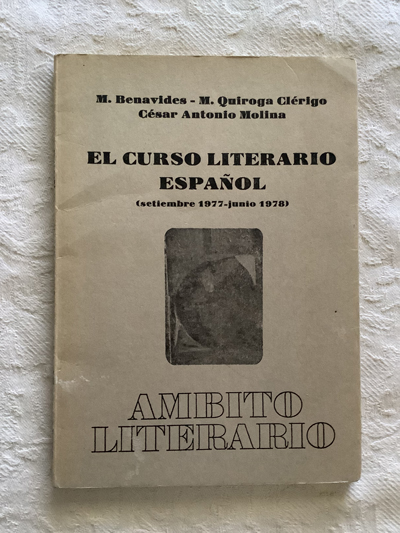 M. Benavides - M. Quiroga Clérigo
César Antonio Molina
EL CURSO LITERARIO
ESPAÑOL
(setiembre 1977-junio 1978)
AMBITO
LITERARIO